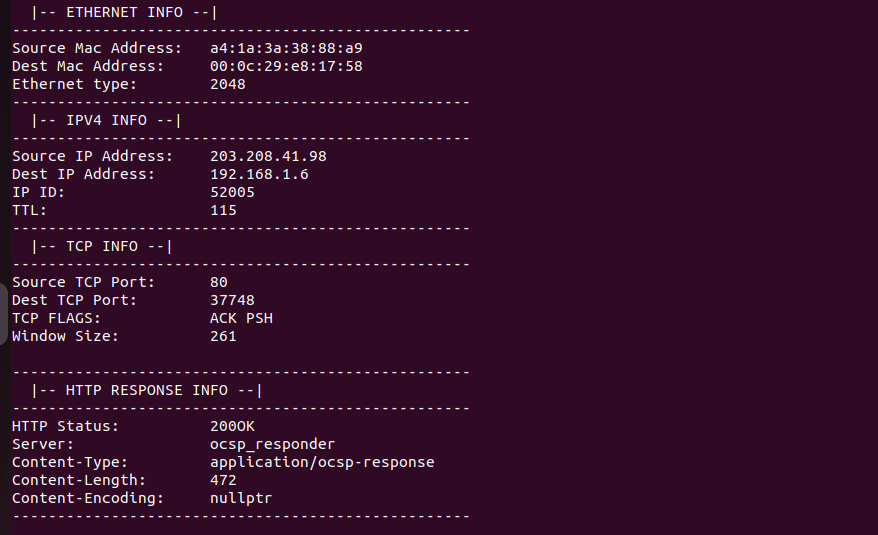 |-- ETHERNET INFO --|
---------------------------------------------------
Source Mac Address:   a4:1a:3a:38:88:a9
Dest Mac Address:     00:0c:29:e8:17:58
Ethernet type:        2048
---------------------------------------------------
|-- IPV4 INFO --|
---------------------------------------------------
Source IP Address:    203.208.41.98
Dest IP Address:      192.168.1.6
IP ID:                52005
TTL:                  115
---------------------------------------------------
|-- TCP INFO --|
---------------------------------------------------
Source TCP Port:      80
Dest TCP Port:        37748
TCP FLAGS:            ACK PSH
Window Size:          261
---------------------------------------------------
|-- HTTP RESPONSE INFO --|
---------------------------------------------------
HTTP Status:          200OK
Server:               ocsp_responder
Content-Type:         application/ocsp-response
Content-Length:       472
Content-Encoding:     nullptr
---------------------------------------------------